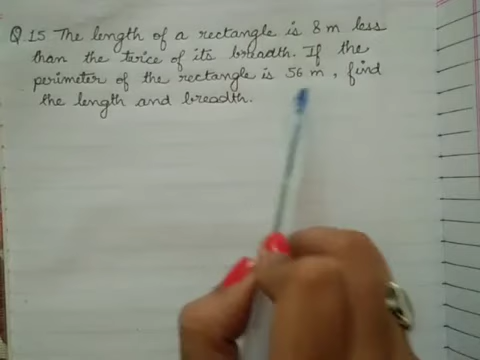 Q.15 The length of a rectangle is 8 m less
than the twice of its breadth. If the
perimeter of the rectangle is 56 m, find
the length and breadth.